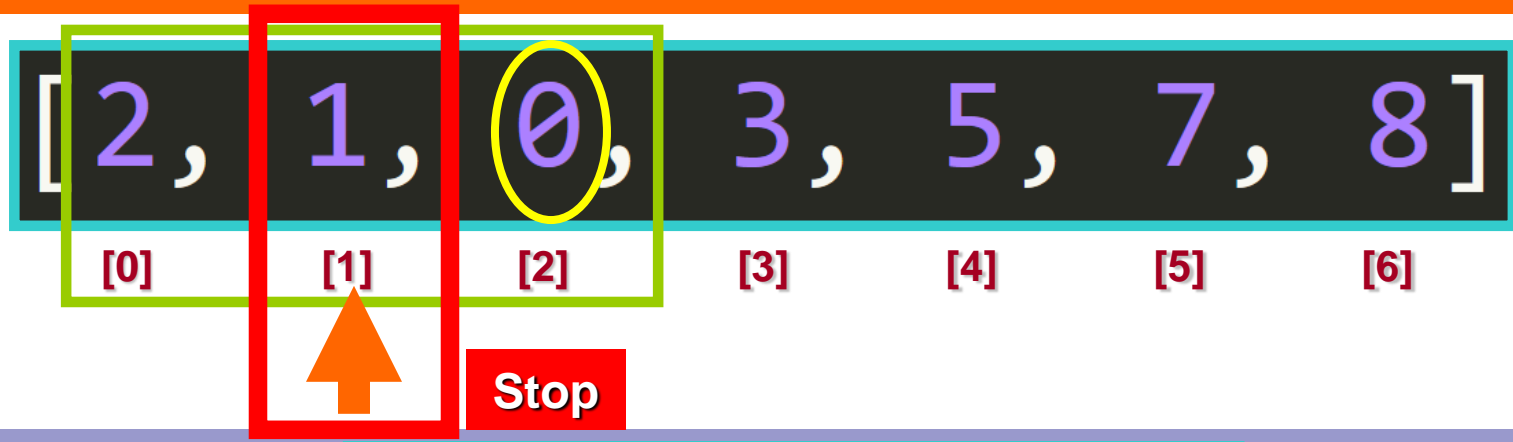 [2, 1, 0, 3, 5, 7, 8]
[0] [1] [2] [3] [4] [5] [6]
Stop